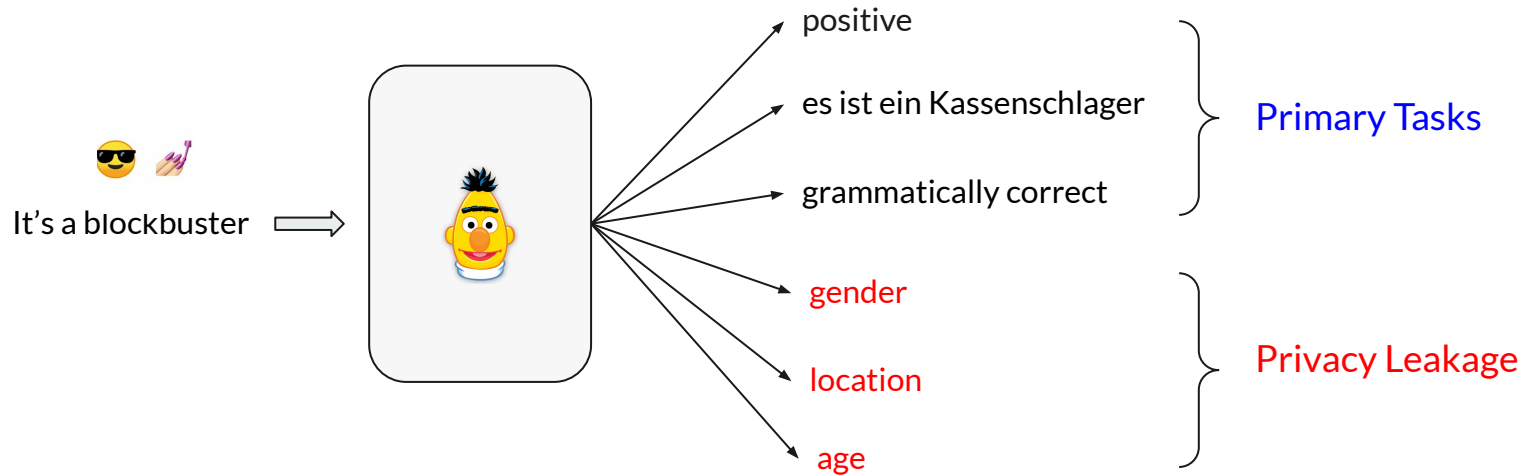 It's a blockbuster
positive
es ist ein Kassenschlager
grammatically correct
Primary Tasks
gender
location
age
Privacy Leakage